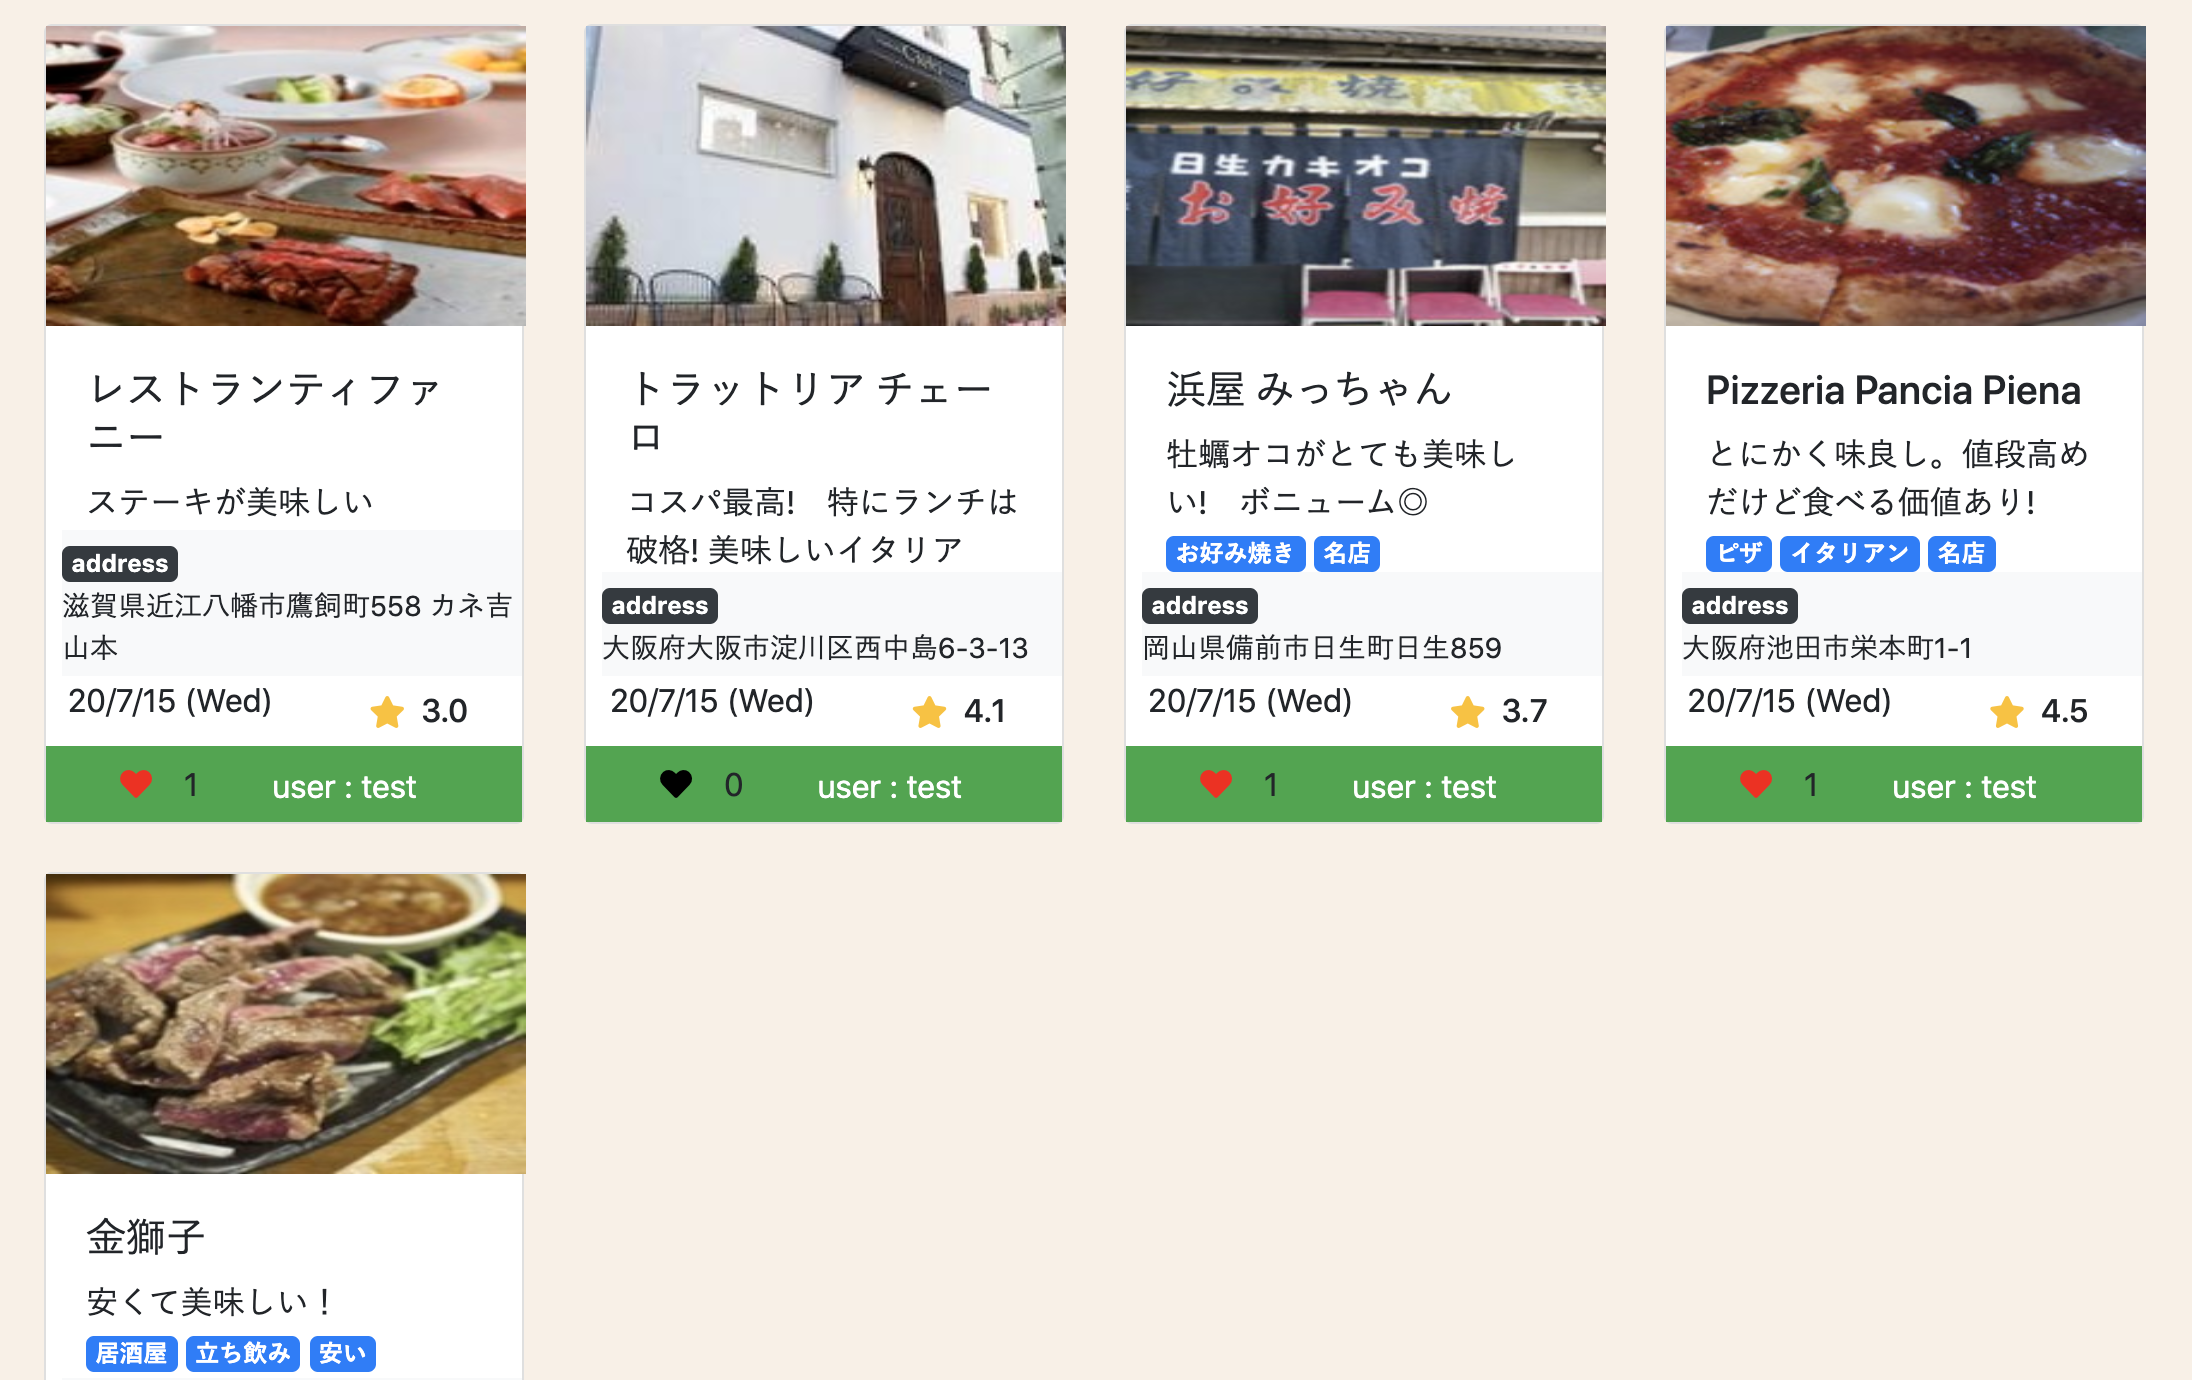 好 み 焼
日生カキオコ
お好み焼
レストランティファ
ニー
ステーキが美味しい
address
滋賀県近江八幡市鷹飼町558 カネ吉
山本
20/7/15 (Wed)
3.0
1
user : test
トラットリア チェー
ロ
コスパ最高!　特にランチは
破格! 美味しいイタリア
address
大阪府大阪市淀川区西中島6-3-13
20/7/15 (Wed)
4.1
0
user : test
浜屋 みっちゃん
牡蠣オコがとても美味し
い!　ボニューム◎
お好み焼き 名店
address
岡山県備前市日生町日生859
20/7/15 (Wed)
3.7
1
user : test
Pizzeria Pancia Piena
とにかく味良し。値段高め
だけど食べる価値あり!
ピザ イタリアン 名店
address
大阪府池田市栄本町1-1
20/7/15 (Wed)
4.5
1
user : test
金獅子
安くて美味しい！
居酒屋 立ち飲み 安い